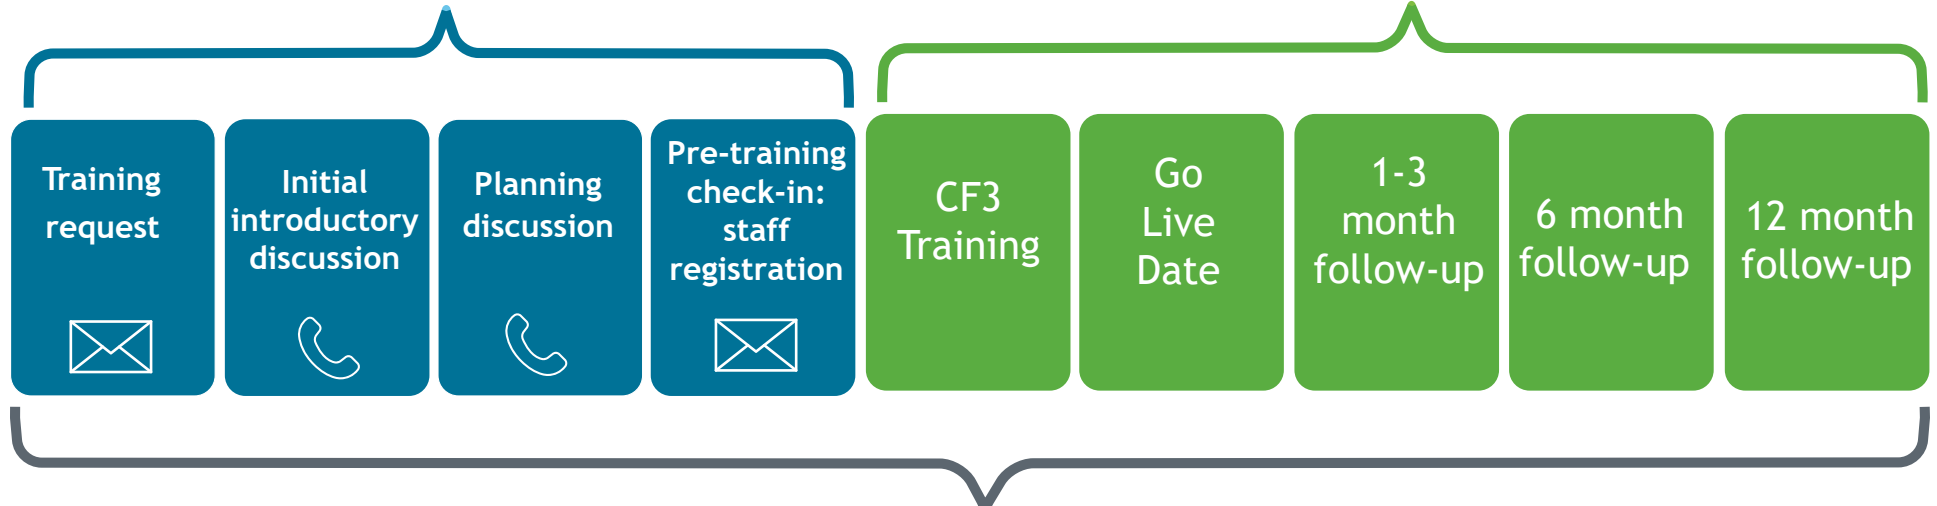 Training
request
Initial
introductory
discussion
Planning
discussion
Pre-training
check-in:
staff
registration
CF3
Training
Go
Live
Date
1-3
month
follow-up
6 month
follow-up
12 month
follow-up